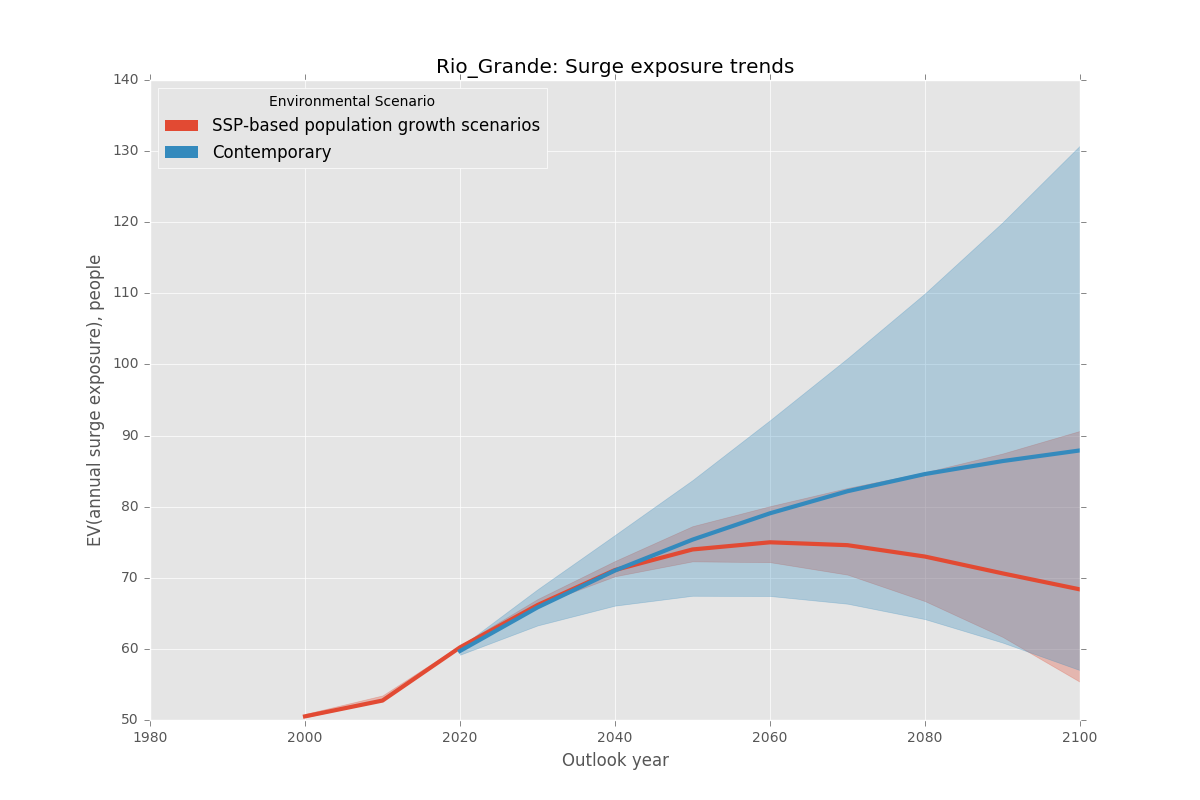 Rio_Grande: Surge exposure trends
Environmental Scenario
SSP-based population growth scenarios
Contemporary
EV(annual surge exposure), people
140
130
120
110
100
90
80
70
60
50
1980
2000
2020
2040
2060
2080
2100
Outlook year